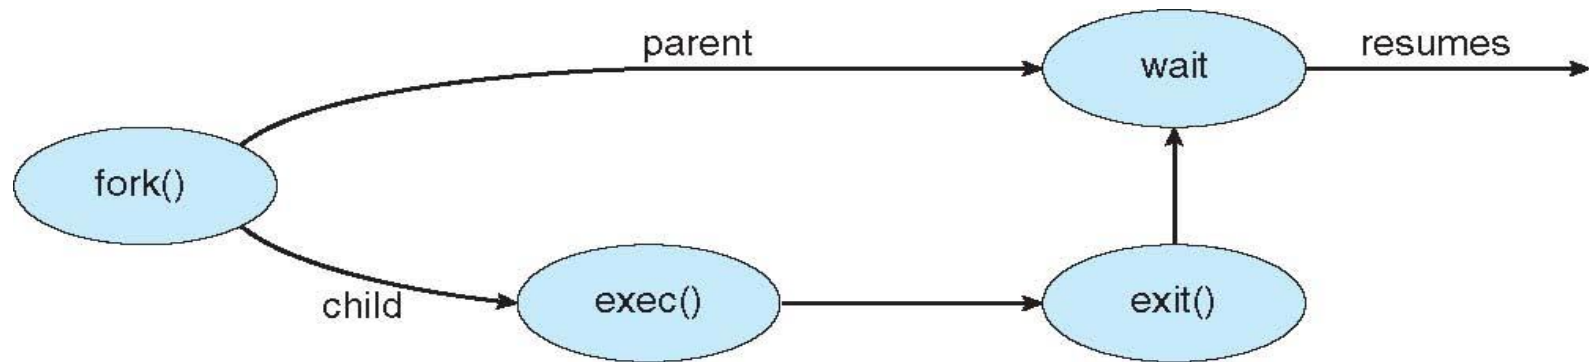 parent
wait
resumes
fork()
child
exec()
exit()